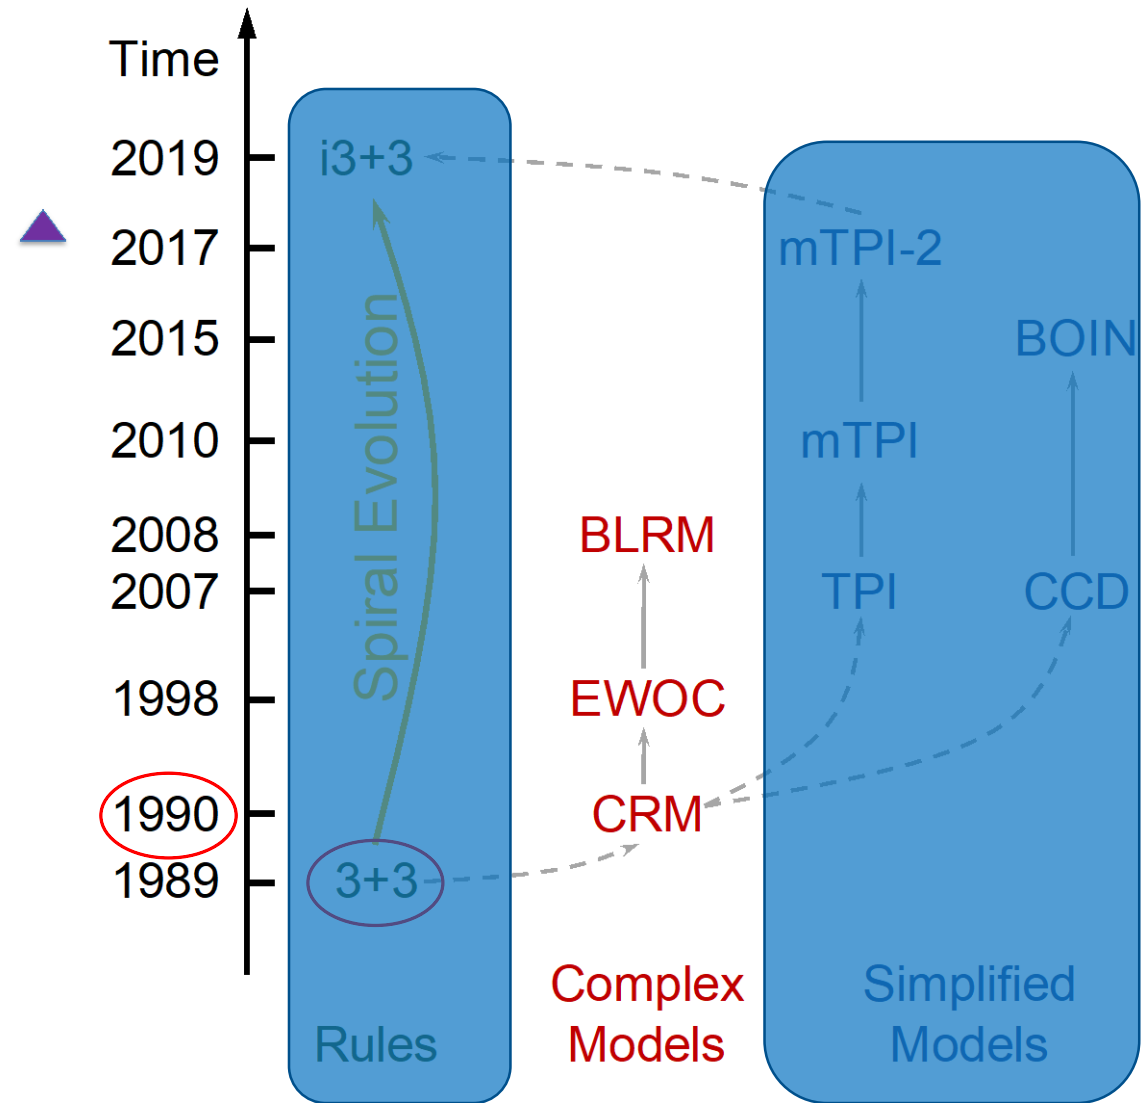 Time
2019
i3+3
2017
mTPI-2
2015
BOIN
2010
mTPI
2008
BLRM
2007
TPI
CCD
Spiral Evolution
1998
EWOC
1990
CRM
1989
3+3
Rules
Complex
Models
Simplified
Models